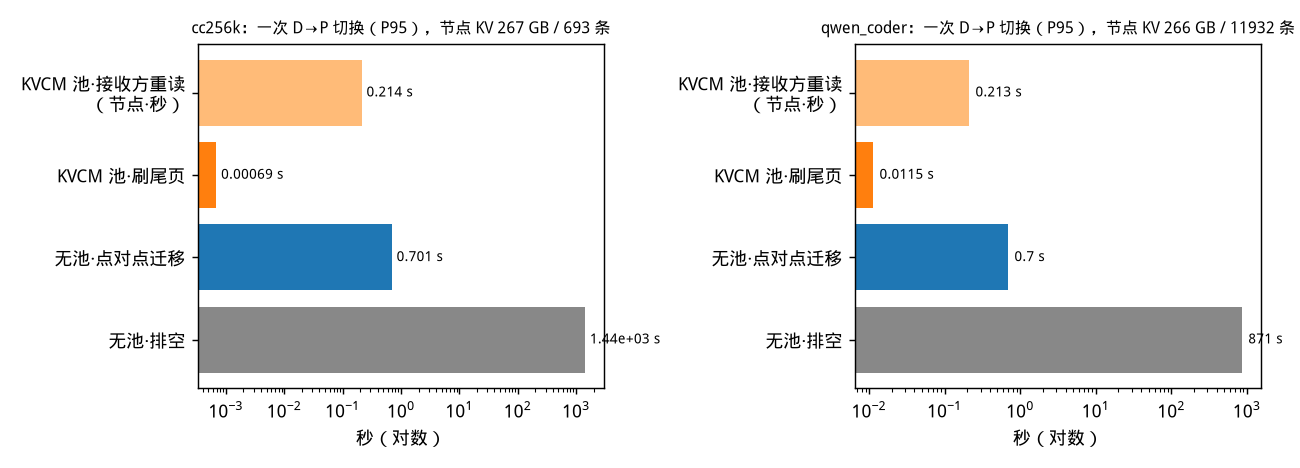 cc256k：一次 D→P 切换（P95），节点 KV 267 GB / 693 条
KVCM 池·接收方重读
（节点·秒）
0.214 s
KVCM 池·刷尾页
0.00069 s
无池·点对点迁移
0.701 s
无池·排空
1.44e+03 s
10⁻³ 10⁻² 10⁻¹ 10⁰ 10¹ 10² 10³
秒（对数）
qwen_coder：一次 D→P 切换（P95），节点 KV 266 GB / 11932 条
KVCM 池·接收方重读
（节点·秒）
0.213 s
KVCM 池·刷尾页
0.0115 s
无池·点对点迁移
0.7 s
无池·排空
871 s
10⁻² 10⁻¹ 10⁰ 10¹ 10² 10³
秒（对数）